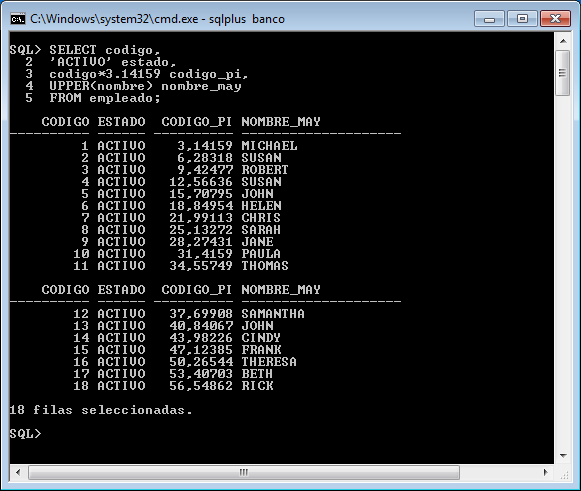 C:\Windows\system32\cmd.exe - sqlplus banco
SQL> SELECT codigo,
  2  'ACTIVO' estado,
  3  codigo*3.14159 codigo_pi,
  4  UPPER(nombre) nombre_may
  5  FROM empleado;
    CODIGO ESTADO  CODIGO_PI NOMBRE_MAY
---------- ------ ---------- --------------------
         1 ACTIVO    3,14159 MICHAEL
         2 ACTIVO    6,28318 SUSAN
         3 ACTIVO    9,42477 ROBERT
         4 ACTIVO   12,56636 SUSAN
         5 ACTIVO   15,70795 JOHN
         6 ACTIVO   18,84954 HELEN
         7 ACTIVO   21,99113 CHRIS
         8 ACTIVO   25,13272 SARAH
         9 ACTIVO   28,27431 JANE
        10 ACTIVO    31,4159 PAULA
        11 ACTIVO   34,55749 THOMAS
    CODIGO ESTADO  CODIGO_PI NOMBRE_MAY
---------- ------ ---------- --------------------
        12 ACTIVO   37,69908 SAMANTHA
        13 ACTIVO   40,84067 JOHN
        14 ACTIVO   43,98226 CINDY
        15 ACTIVO   47,12385 FRANK
        16 ACTIVO   50,26544 THERESA
        17 ACTIVO   53,40703 BETH
        18 ACTIVO   56,54862 RICK
18 filas seleccionadas.
SQL>